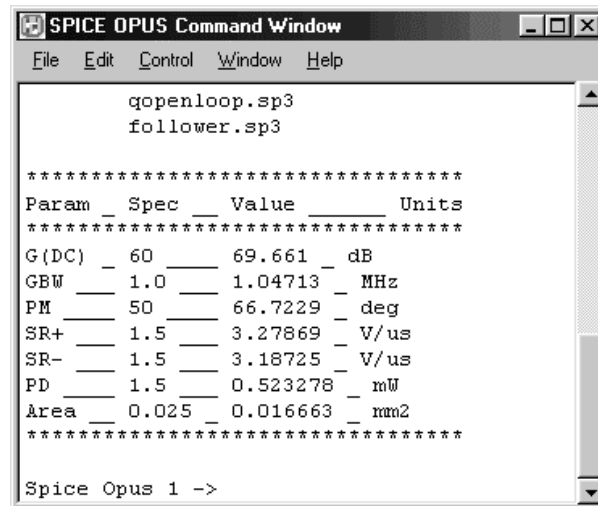 SPICE OPUS Command Window
File Edit Control Window Help
qopenloop.sp3
follower.sp3
***********************************
Param _ Spec __ Value ______ Units
***********************************
G(DC) _ 60 ____ 69.661 _ dB
GBW ___ 1.0 ___ 1.04713 _ MHz
PM ____ 50 ____ 66.7229 _ deg
SR+ ___ 1.5 ___ 3.27869 _ V/us
SR- ___ 1.5 ___ 3.18725 _ V/us
PD ____ 1.5 ___ 0.523278 _ mW
Area __ 0.025 _ 0.016663 _ mm2
***********************************
Spice Opus 1 ->